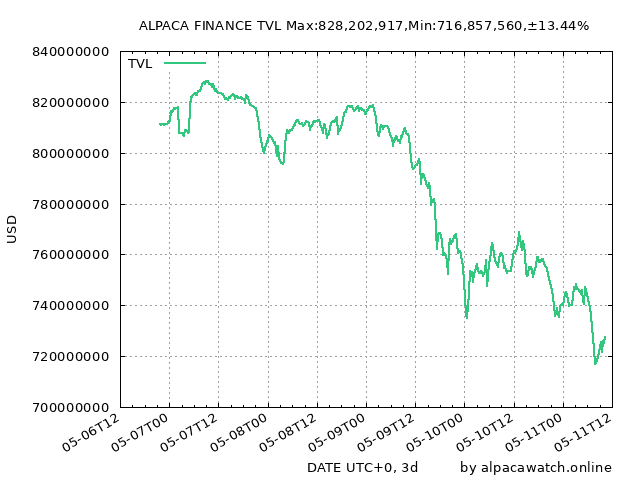 ALPACA FINANCE TVL Max:828,202,917,Min:716,857,560,±13.44%
840000000
TVL
820000000
800000000
780000000
USD
760000000
740000000
720000000
700000000
05-06T12 05-07T00 05-07T12 05-08T00 05-08T12 05-09T00 05-09T12 05-10T00 05-10T12 05-11T00 05-11T12
DATE UTC+0, 3d by alpacawatch.online